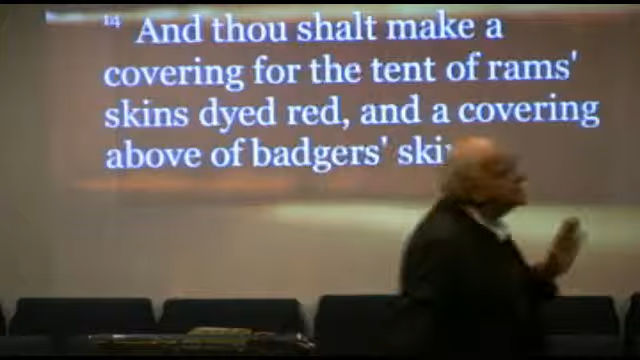 14 And thou shalt make a
covering for the tent of rams'
skins dyed red, and a covering
above of badgers'